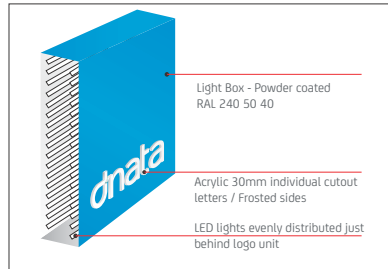 Light Box - Powder coated
RAL 240 50 40
dnata
Acrylic 30mm individual cutout
letters / Frosted sides
LED lights evenly distributed just
behind logo unit